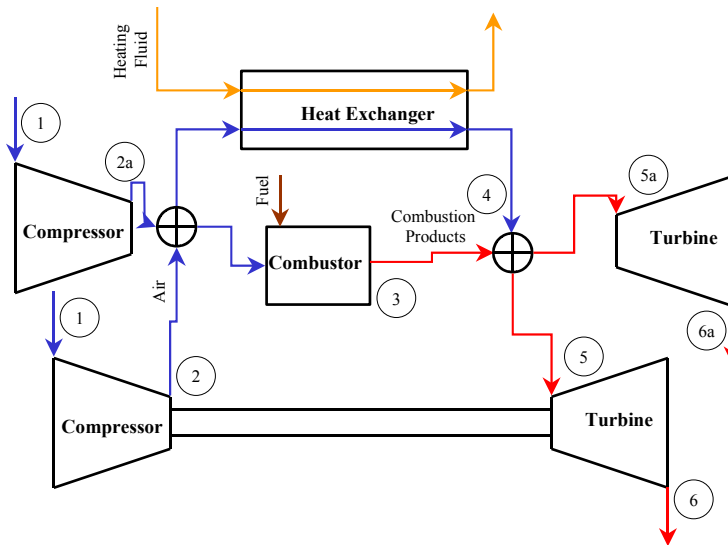 Heating
Fluid
Heat Exchanger
1
2a
Compressor
Fuel
4
5a
Combustion
Products
Turbine
Combustor
Air
3
1
6a
2
5
Compressor
Turbine
6